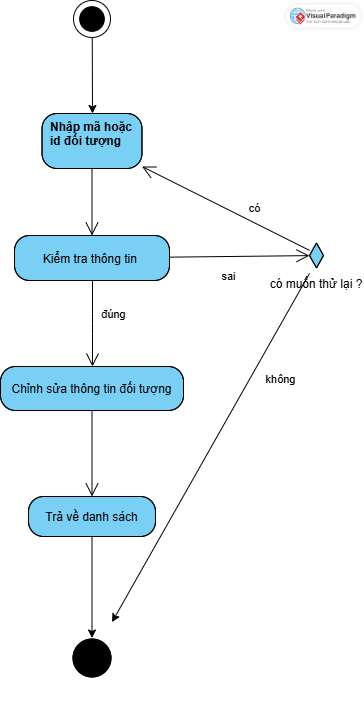 Made with
Visual Paradigm
For non-commercial use
Nhập mã hoặc
id đối tượng
có
Kiểm tra thông tin
sai
có muốn thử lại ?
đúng
không
Chỉnh sửa thông tin đối tượng
Trả về danh sách